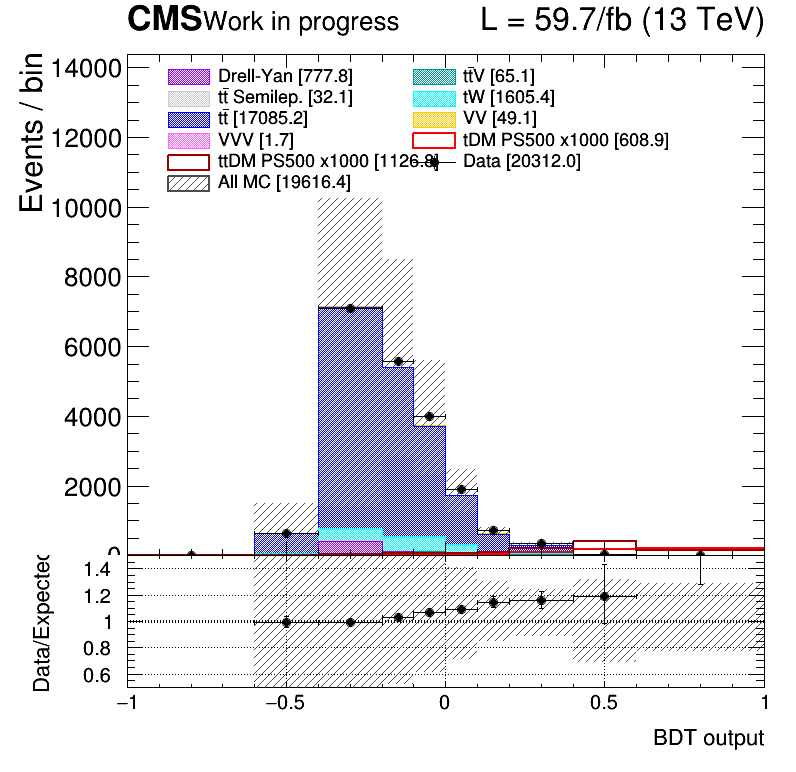 CMS Work in progress L = 59.7/fb (13 TeV)
Events / bin
14000
12000
10000
8000
6000
4000
2000
0
Drell-Yan [777.8] tt̄V [65.1]
tt̄ Semilep. [32.1] tW [1605.4]
tt̄ [17085.2] VV [49.1]
VVV [1.7] tDM PS500 x1000 [608.9]
ttDM PS500 x1000 [1126.8] Data [20312.0]
All MC [19616.4]
Data/Expected
1.4
1.2
1
0.8
0.6
−1 −0.5 0 0.5 1
BDT output